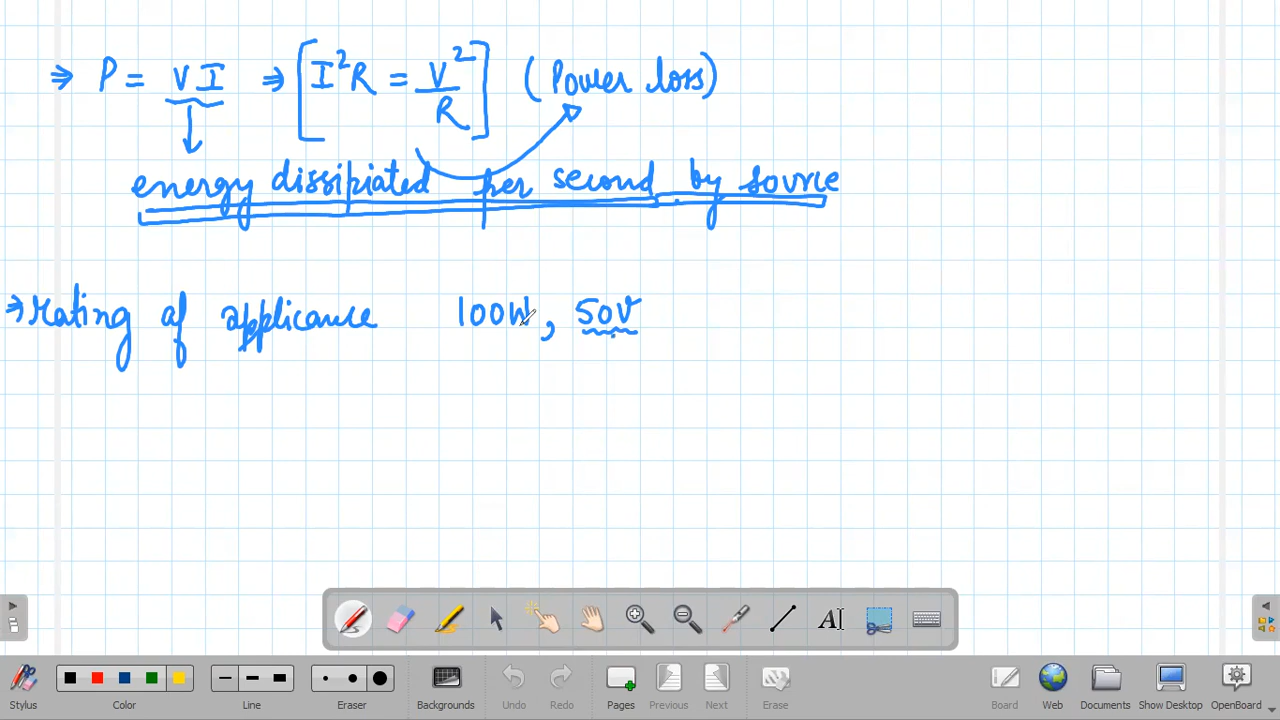 ⇒ P = VI ⇒ [I²R = V²/R] (Power loss)
energy dissipiated per second by source
⇒ Rating of applicance 100W, 50V
Stylus
Color
Line
Eraser
Backgrounds
Undo
Redo
Pages
Previous
Next
Erase
Board
Web
Documents
Show Desktop
OpenBoard